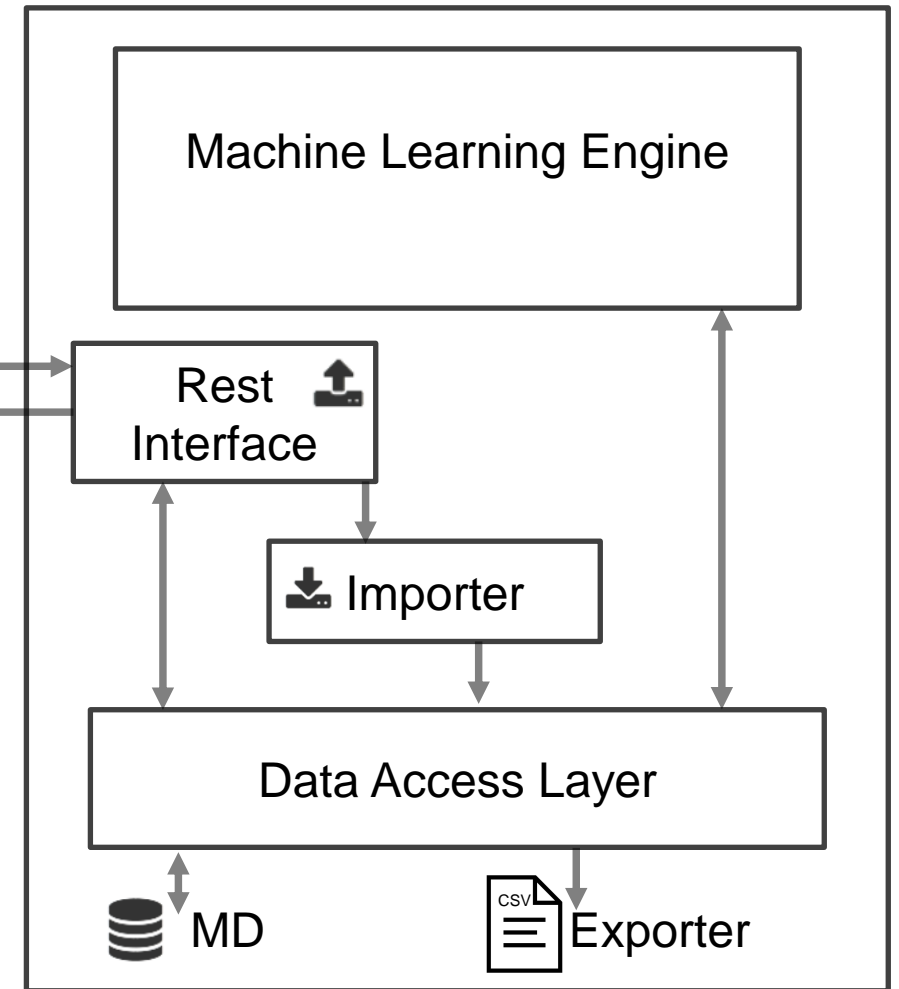 Machine Learning Engine
Rest
Interface
Importer
Data Access Layer
MD
CSV
Exporter